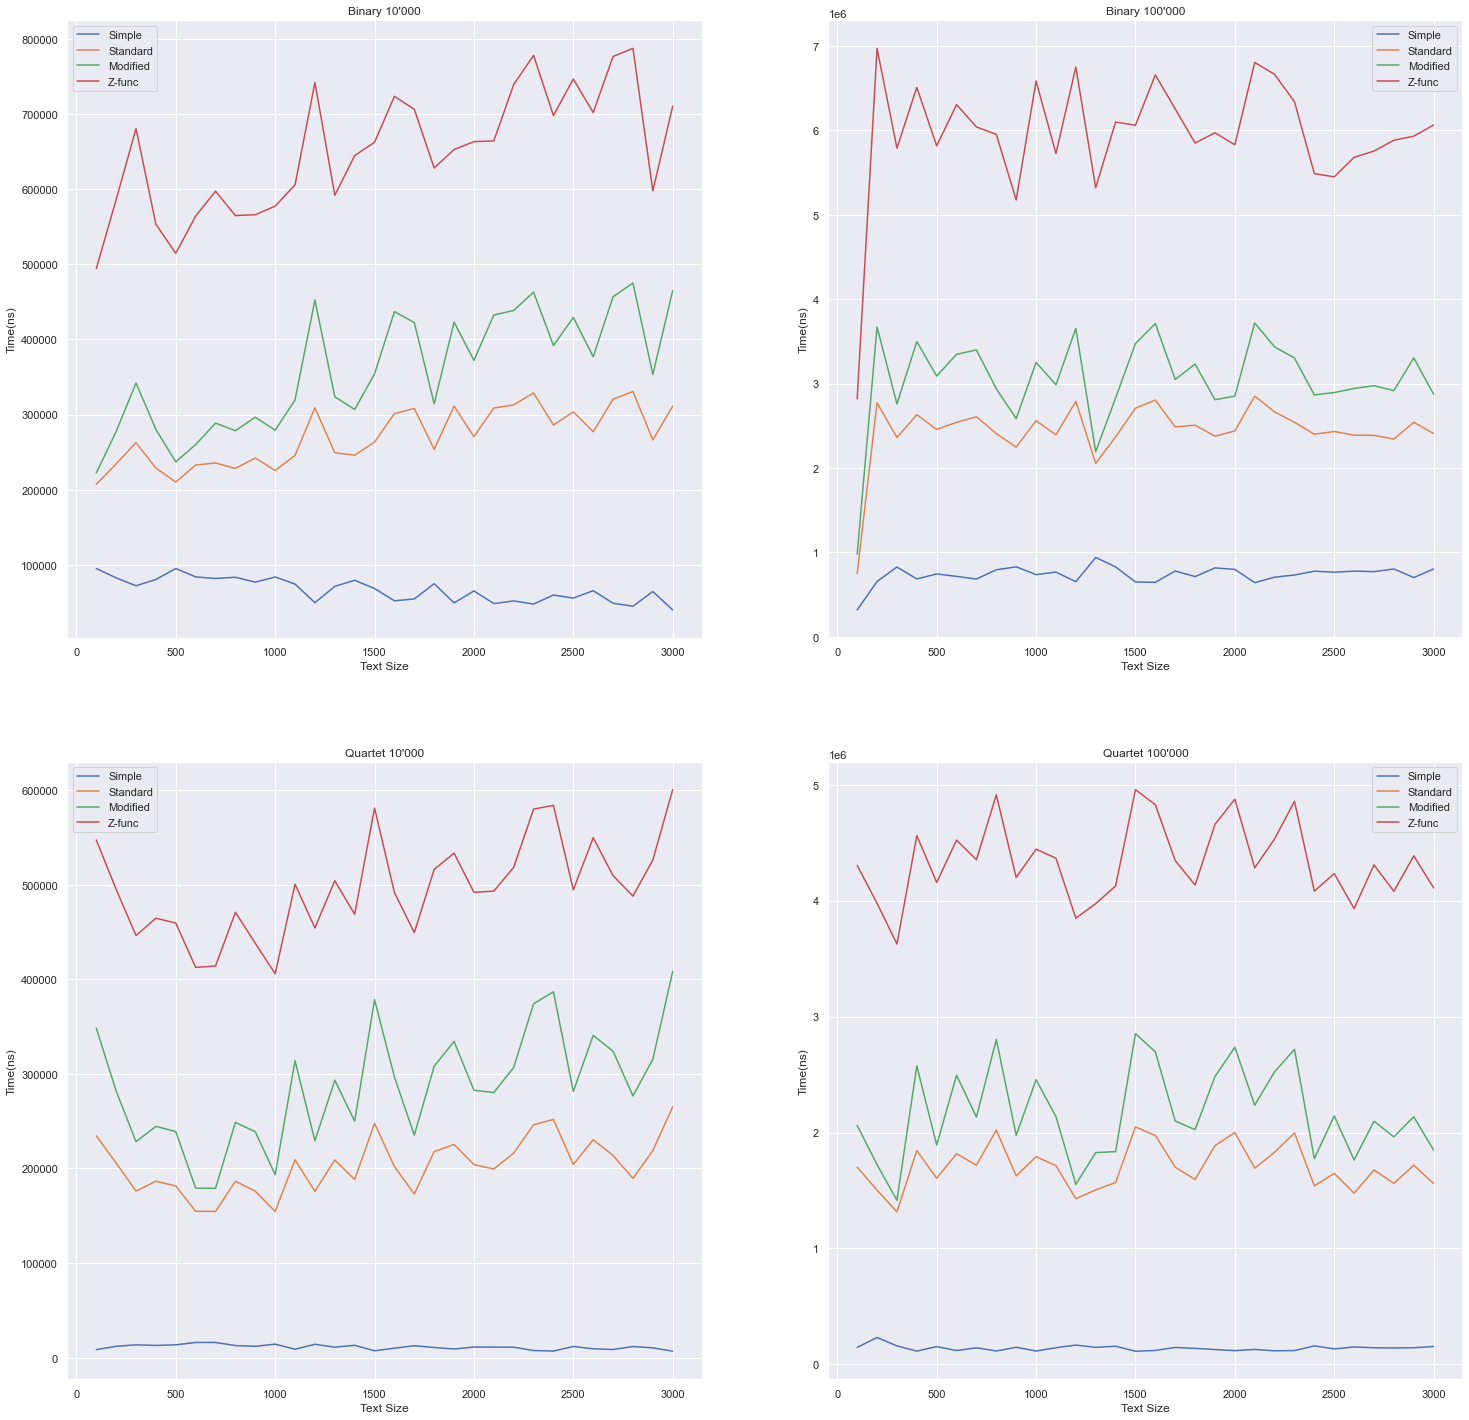 Binary 10'000
Simple
Standard
Modified
Z-func
800000
700000
600000
500000
400000
300000
200000
100000
Time(ns)
0 500 1000 1500 2000 2500 3000
Text Size
1e6
Binary 100'000
Simple
Standard
Modified
Z-func
7
6
5
4
3
2
1
0
Time(ns)
0 500 1000 1500 2000 2500 3000
Text Size
Quartet 10'000
Simple
Standard
Modified
Z-func
600000
500000
400000
300000
200000
100000
0
Time(ns)
0 500 1000 1500 2000 2500 3000
Text Size
1e6
Quartet 100'000
Simple
Standard
Modified
Z-func
5
4
3
2
1
0
Time(ns)
0 500 1000 1500 2000 2500 3000
Text Size